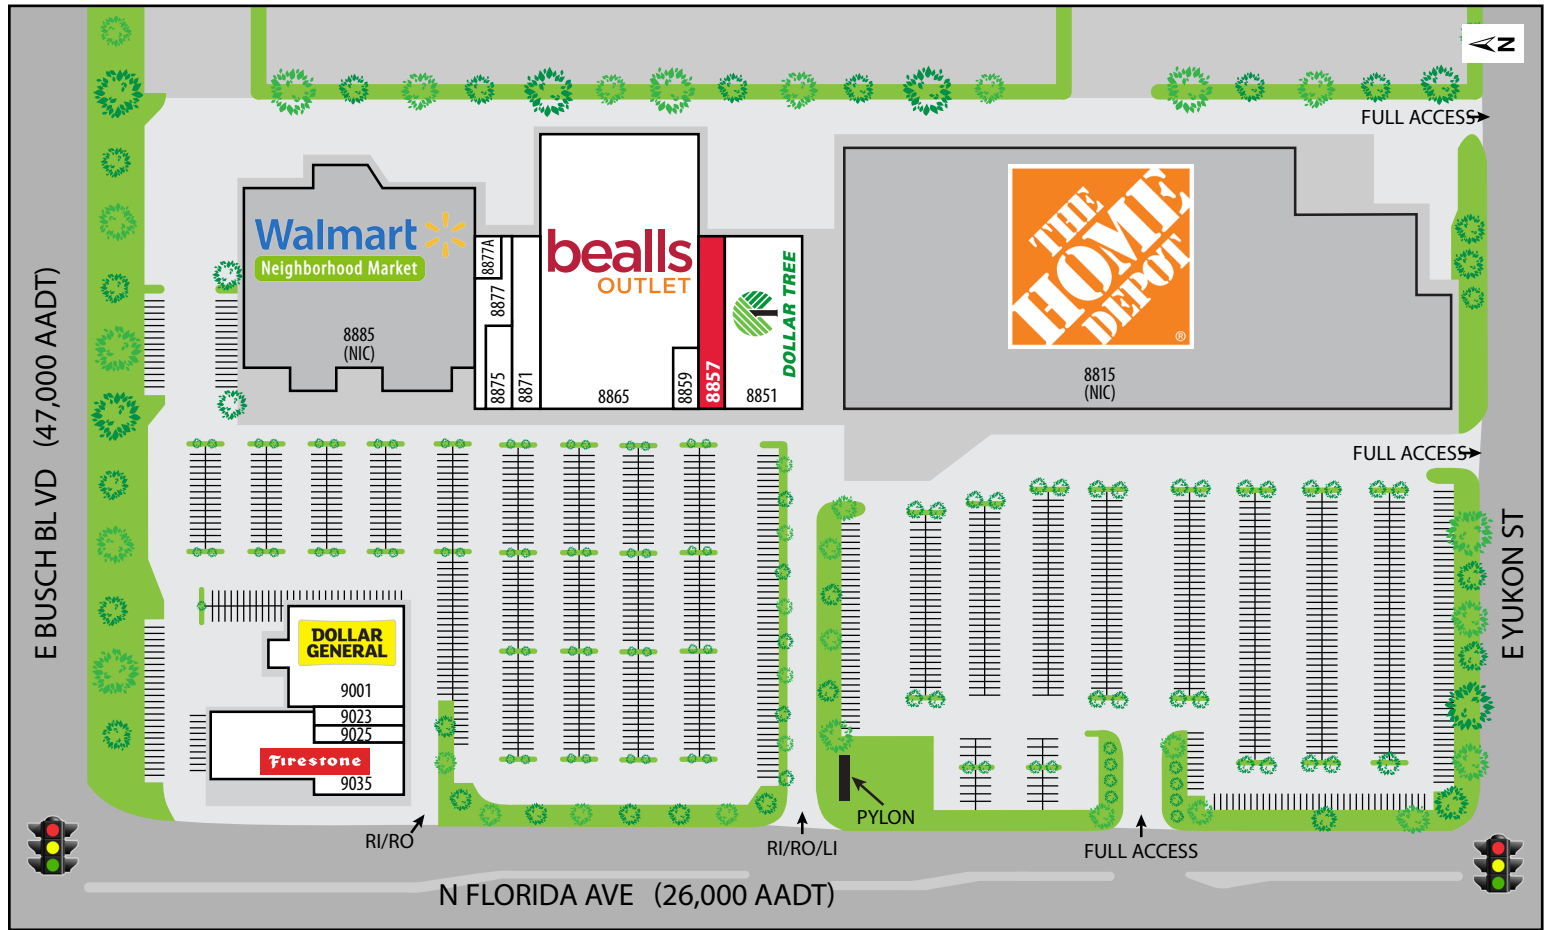 N
FULL ACCESS
Walmart
Neighborhood Market
8885
(NIC)
8877A
8877
8875
8871
bealls
OUTLET
8865
8859
8857
DOLLAR TREE
8851
THE
HOME
DEPOT
®
8815
(NIC)
FULL ACCESS
E BUSCH BLVD (47,000 AADT)
E YUKON ST
DOLLAR
GENERAL
9001
9023
9025
Firestone
9035
PYLON
RI/RO
RI/RO/LI
FULL ACCESS
N FLORIDA AVE (26,000 AADT)